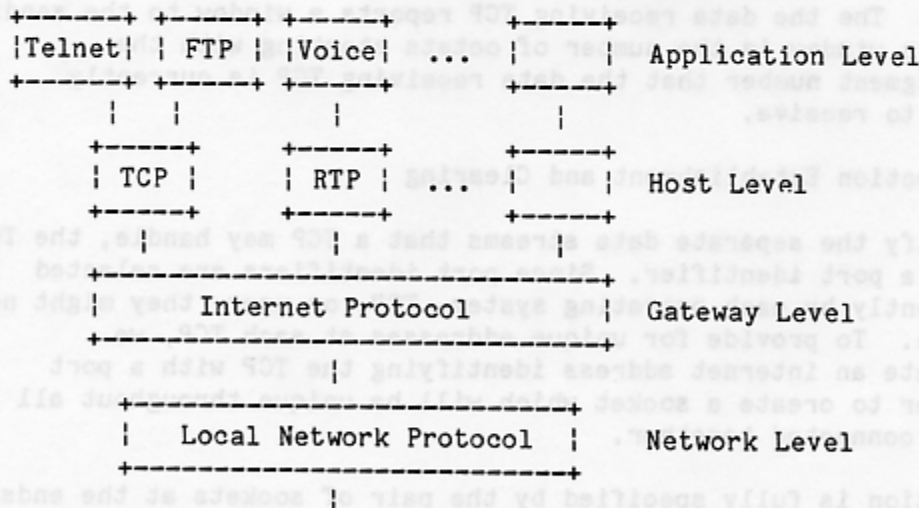 Telnet FTP Voice ... Application Level
TCP RTP ... Host Level
Internet Protocol Gateway Level
Local Network Protocol Network Level